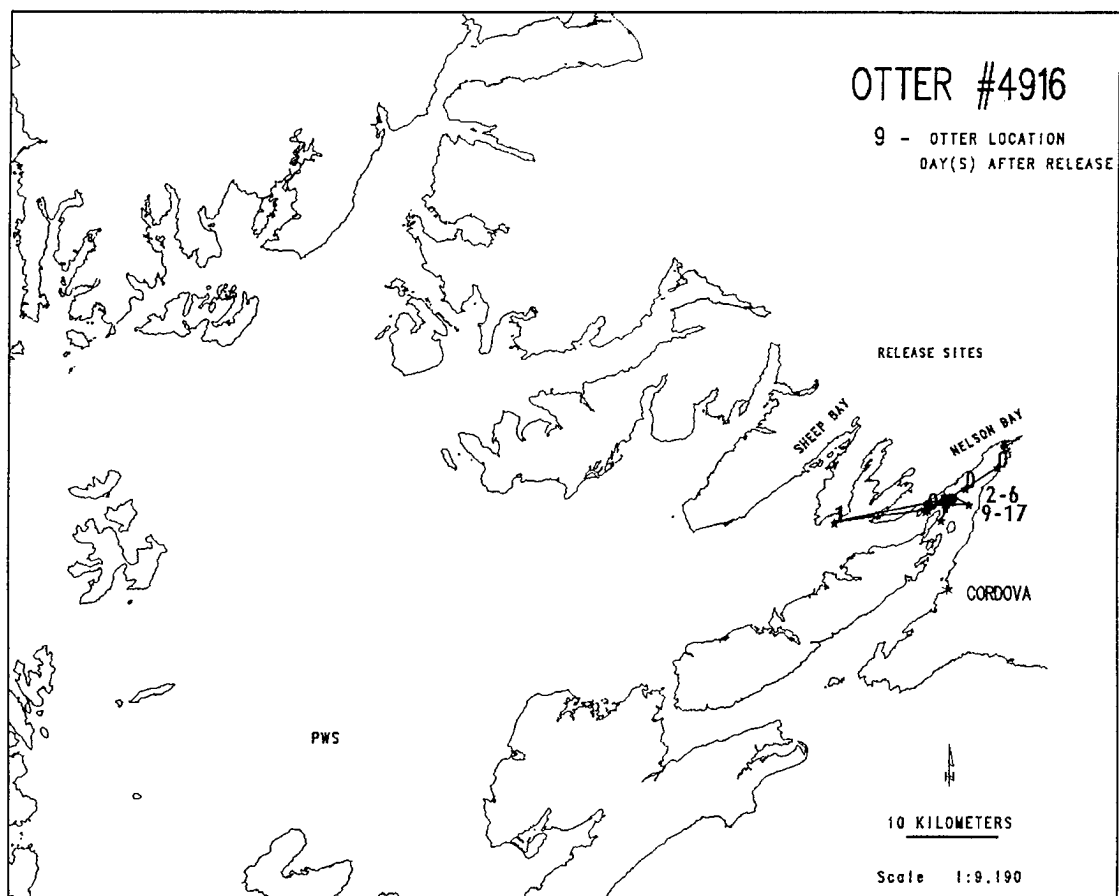 OTTER #4916
9 - OTTER LOCATION
DAY(S) AFTER RELEASE
RELEASE SITES
SHEEP BAY
NELSON BAY
D
1
2-6
9-17
CORDOVA
PWS
N
10 KILOMETERS
Scale 1:9,190